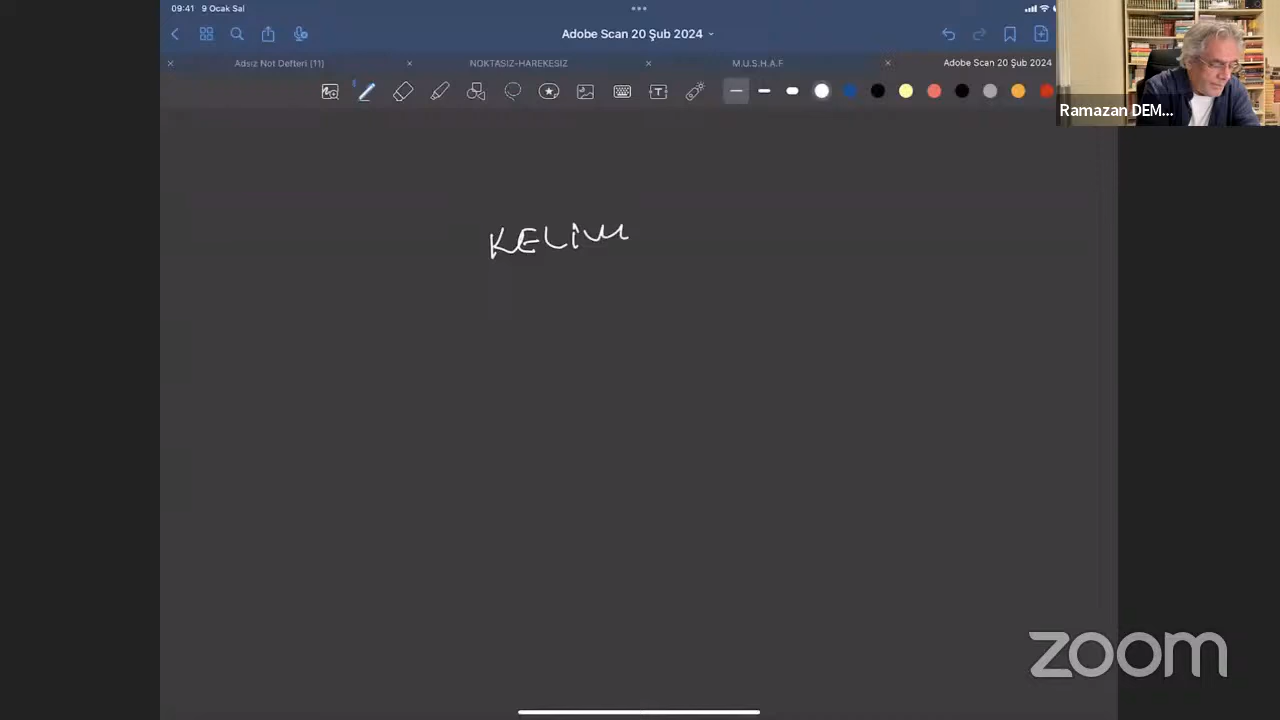 09:41 9 Ocak Sal
Adobe Scan 20 Şub 2024
Adsız Not Defteri (11)
NOKTASIZ-HAREKESİZ
M.U.S.H.A.F
Adobe Scan 20 Şub 2024
Ramazan DEM...
KELİM
zoom